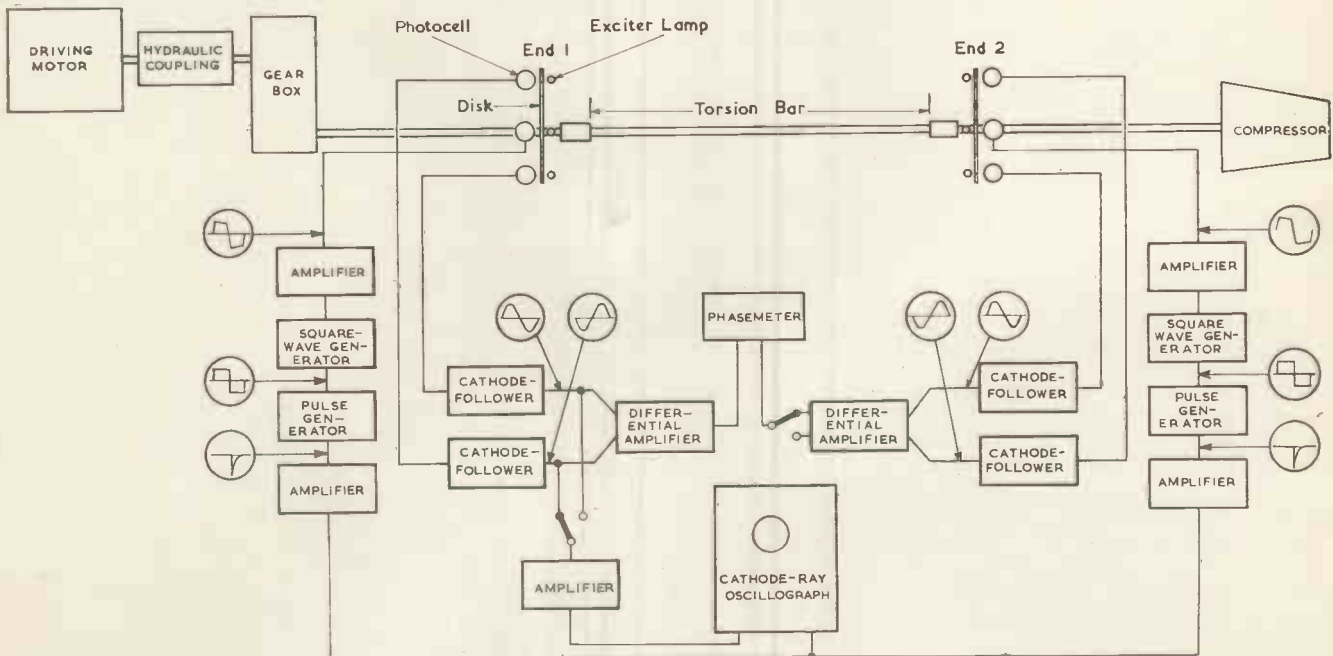 DRIVING
MOTOR
HYDRAULIC
COUPLING
GEAR
BOX
Photocell
Exciter Lamp
End 1
Disk
Torsion Bar
End 2
COMPRESSOR
AMPLIFIER
SQUARE-
WAVE GEN-
ERATOR
PULSE
GEN-
ERATOR
AMPLIFIER
CATHODE-
FOLLOWER
CATHODE-
FOLLOWER
DIFFER-
ENTIAL
AMPLIFIER
PHASEMETER
DIFFER-
ENTIAL
AMPLIFIER
CATHODE-
FOLLOWER
CATHODE-
FOLLOWER
AMPLIFIER
CATHODE-RAY
OSCILLOGRAPH
AMPLIFIER
SQUARE
WAVE GEN-
ERATOR
PULSE
GEN-
ERATOR
AMPLIFIER